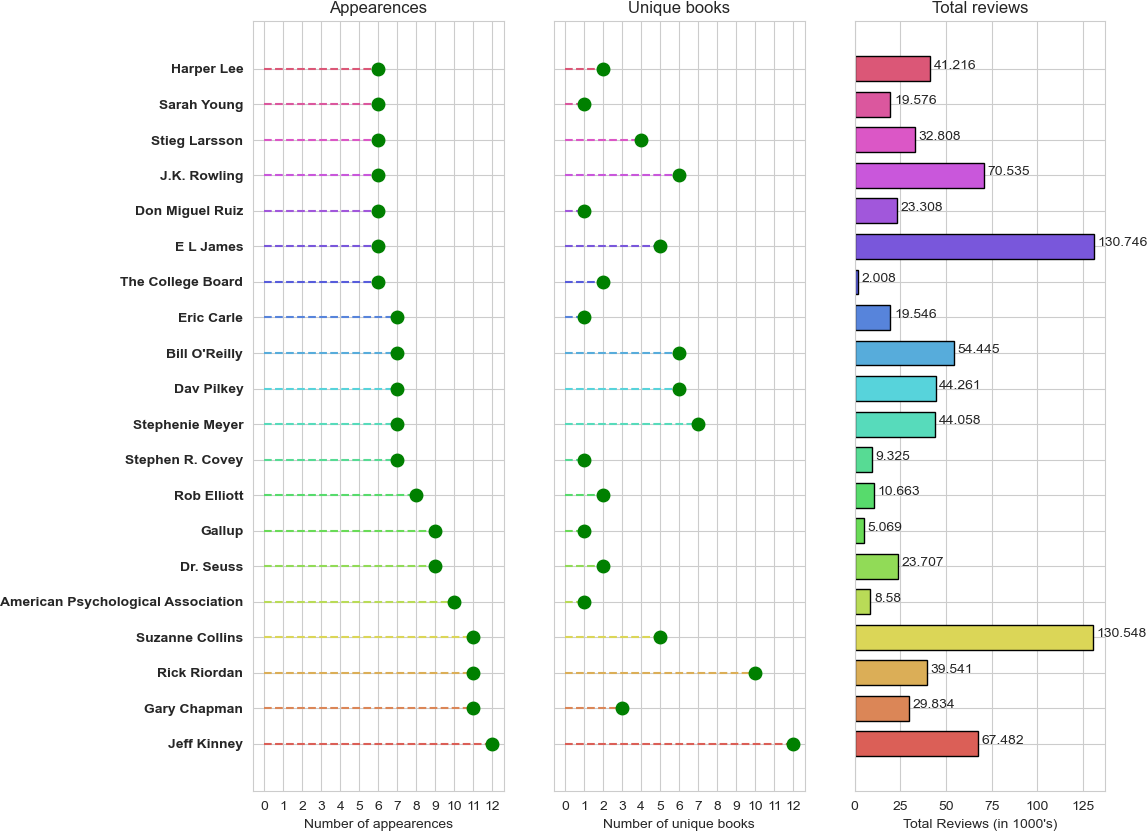 Appearences Unique books Total reviews
Harper Lee 41.216
Sarah Young 19.576
Stieg Larsson 32.808
J.K. Rowling 70.535
Don Miguel Ruiz 23.308
E L James 130.746
The College Board 2.008
Eric Carle 19.546
Bill O'Reilly 54.445
Dav Pilkey 44.261
Stephenie Meyer 44.058
Stephen R. Covey 9.325
Rob Elliott 10.663
Gallup 5.069
Dr. Seuss 23.707
American Psychological Association 8.58
Suzanne Collins 130.548
Rick Riordan 39.541
Gary Chapman 29.834
Jeff Kinney 67.482
0 1 2 3 4 5 6 7 8 9 10 11 12 0 1 2 3 4 5 6 7 8 9 10 11 12 0 25 50 75 100 125
Number of appearences Number of unique books Total Reviews (in 1000's)